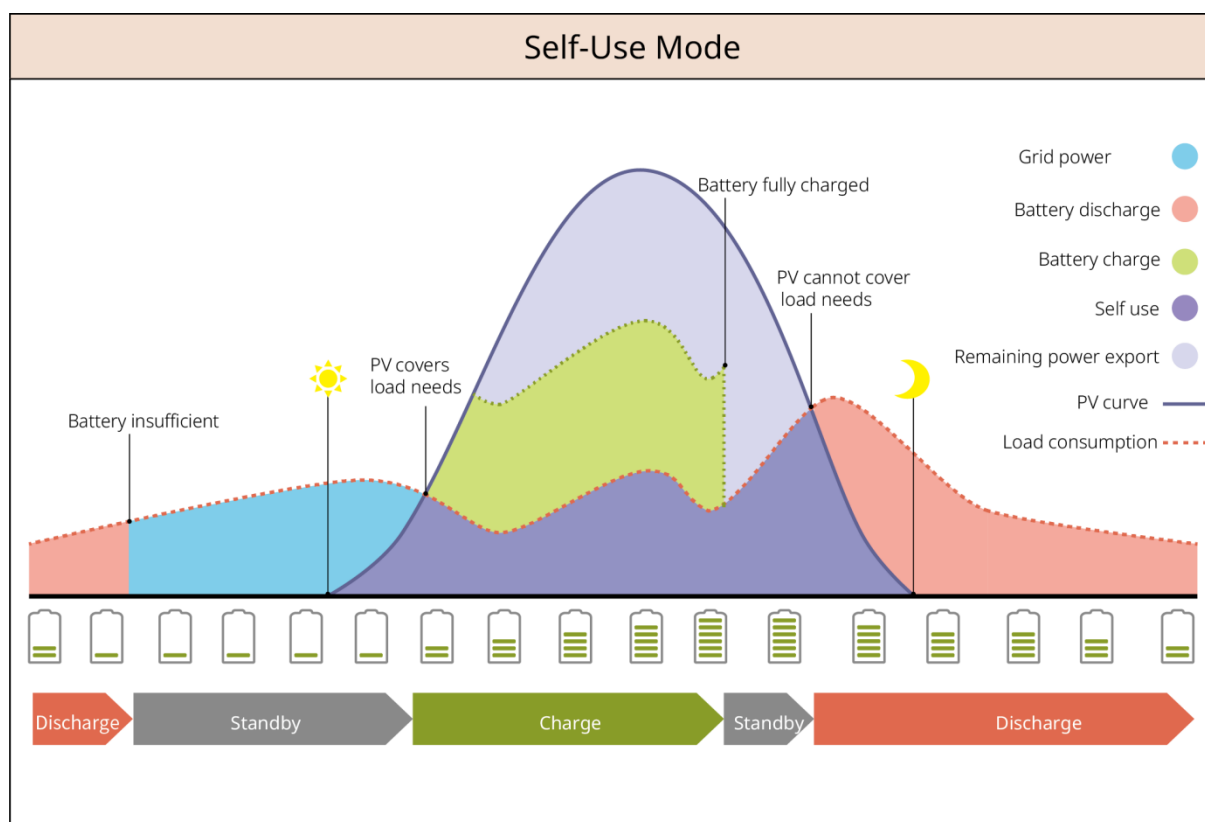 Self-Use Mode
Grid power
Battery fully charged
Battery discharge
Battery charge
PV cannot cover
load needs
Self use
Remaining power export
PV covers
load needs
PV curve
Battery insufficient
Load consumption
Discharge
Standby
Charge
Standby
Discharge